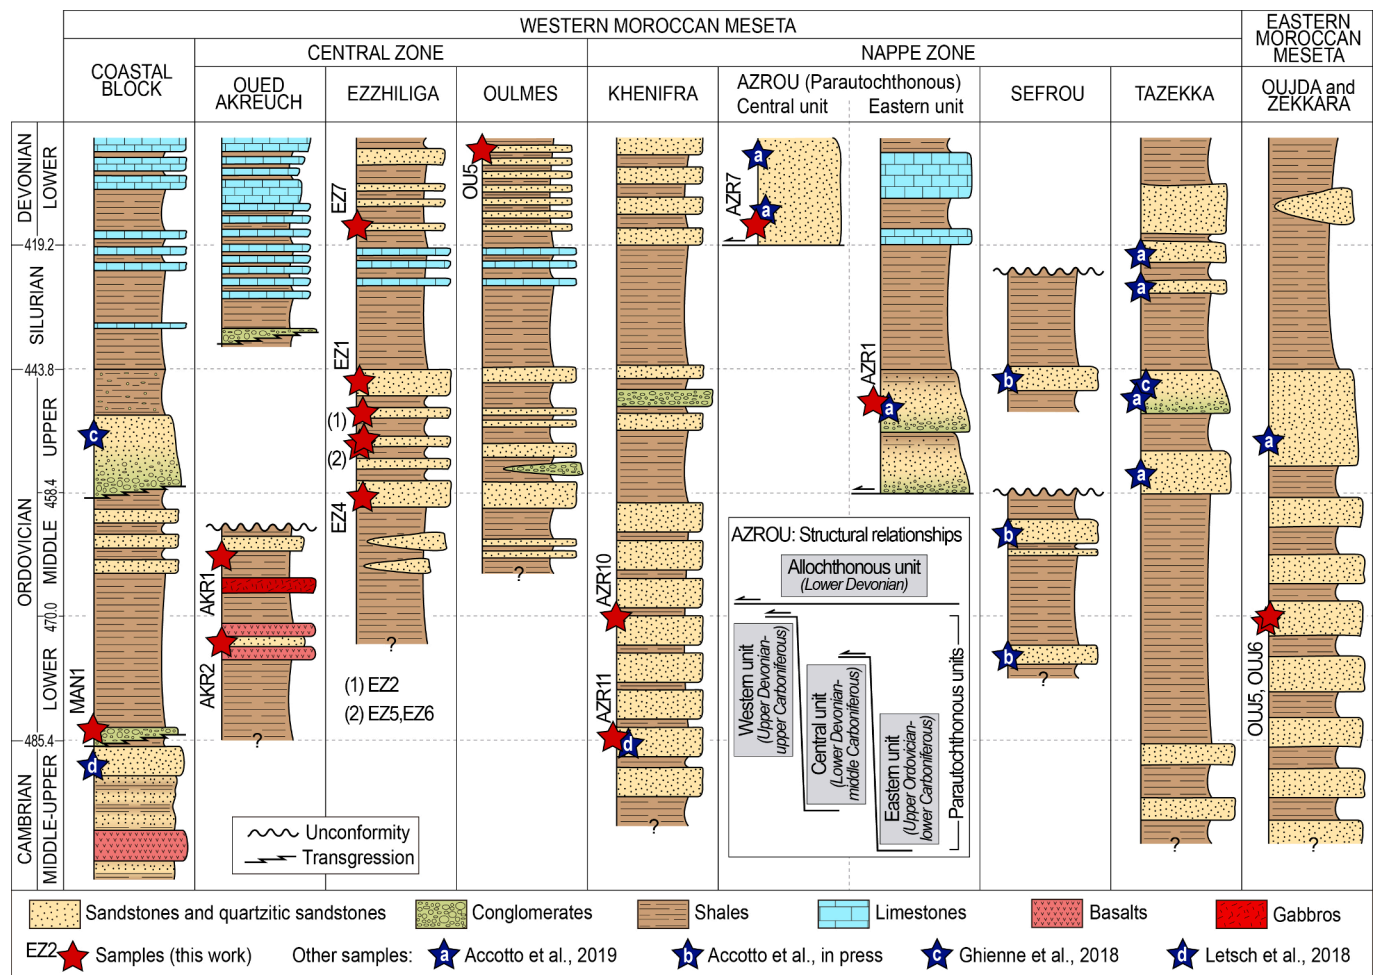 WESTERN MOROCCAN MESETA
EASTERN
MOROCCAN
MESETA
CENTRAL ZONE
NAPPE ZONE
COASTAL
BLOCK
OUED
AKREUCH
EZZHILIGA
OULMES
KHENIFRA
AZROU (Parautochthonous)
Central unit
Eastern unit
SEFROU
TAZEKKA
OUJDA and
ZEKKARA
DEVONIAN
LOWER
419.2
SILURIAN
443.8
ORDOVICIAN
UPPER
458.4
MIDDLE
470.0
LOWER
485.4
CAMBRIAN
MIDDLE-UPPER
c
MAN1
d
AKR1
AKR2
?
EZ7
EZ1
(1)
(2)
EZ4
?
(1) EZ2
(2) EZ5,EZ6
OU5
?
AZR10
AZR11
d
?
AZR7
a
a
AZR1
a
b
b
b
?
a
a
c
a
a
?
a
OUJ5, OUJ6
?
AZROU: Structural relationships
Allochthonous unit
(Lower Devonian)
Western unit
(Upper Devonian-
upper Carboniferous)
Central unit
(Lower Devonian-
middle Carboniferous)
Eastern unit
(Upper Ordovician-
lower Carboniferous)
Parautochthonous units
Unconformity
Transgression
Sandstones and quartzitic sandstones
Conglomerates
Shales
Limestones
Basalts
Gabbros
EZ2
Samples (this work)
Other samples:
a
Accotto et al., 2019
b
Accotto et al., in press
c
Ghienne et al., 2018
d
Letsch et al., 2018